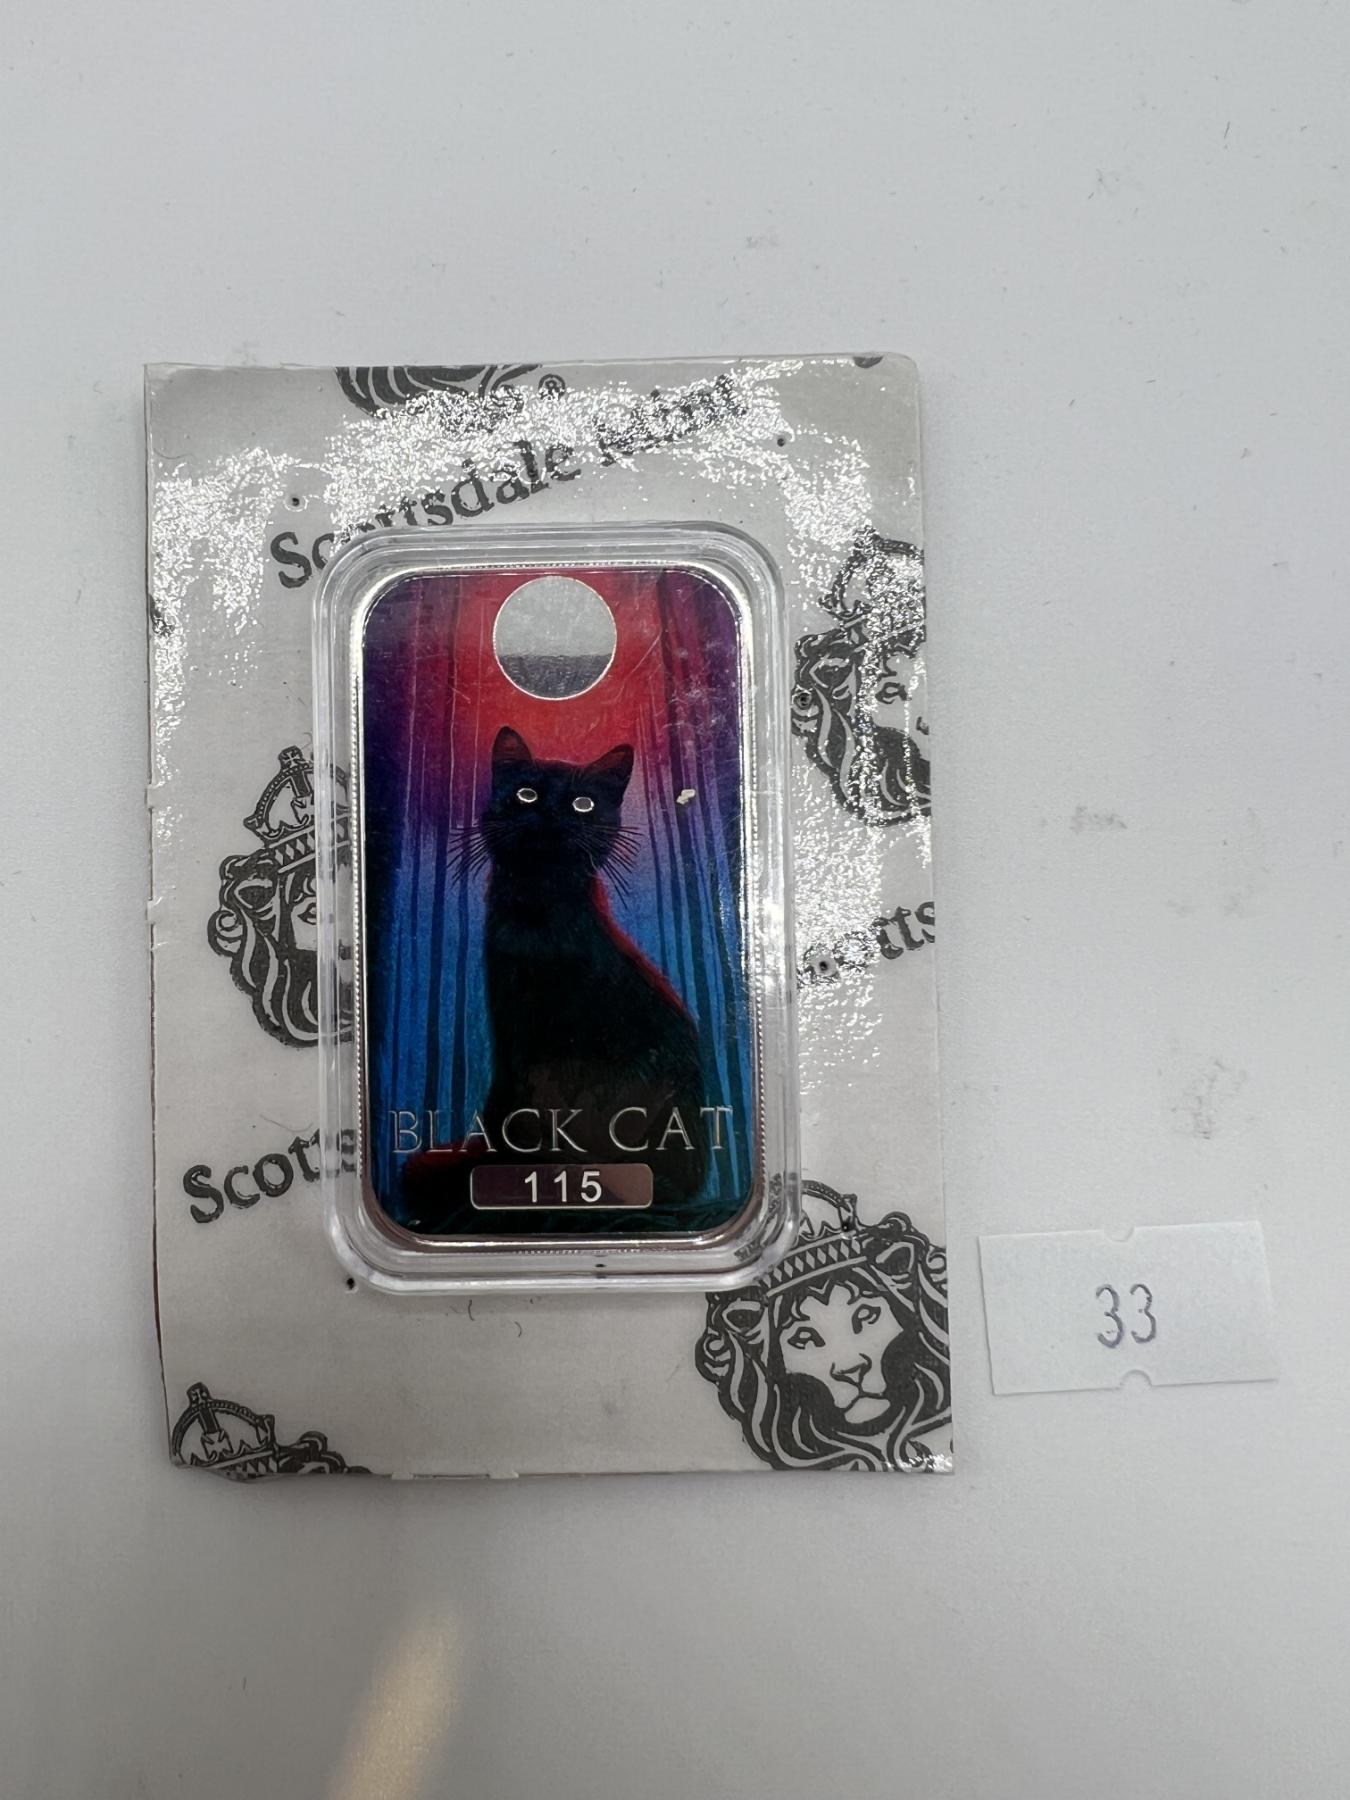 ®
Scottsdale Mint
Scotts
BLACK CAT
115
Scotts
33